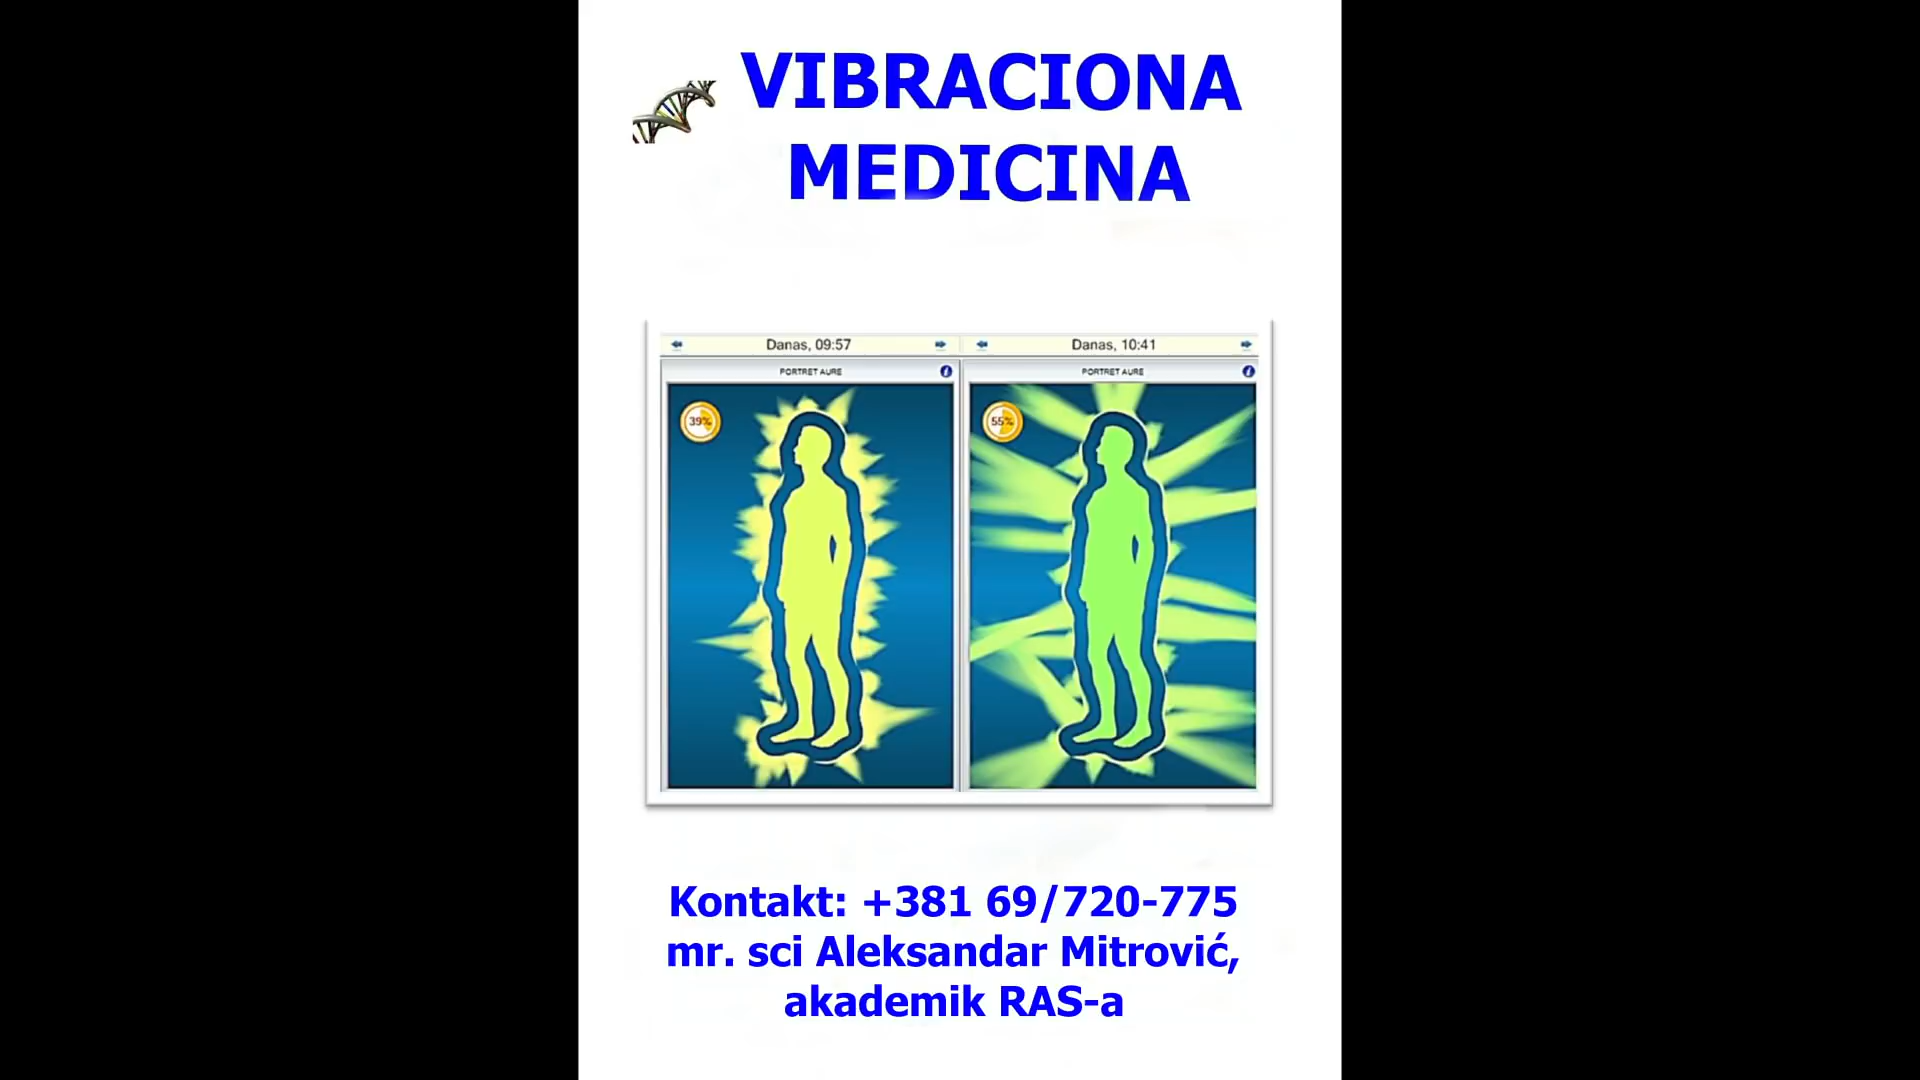 VIBRACIONA
MEDICINA
Danas, 09:57
Danas, 10:41
PORTRET AURE
PORTRET AURE
39%
55%
Kontakt: +381 69/720-775
mr. sci Aleksandar Mitrović,
akademik RAS-a